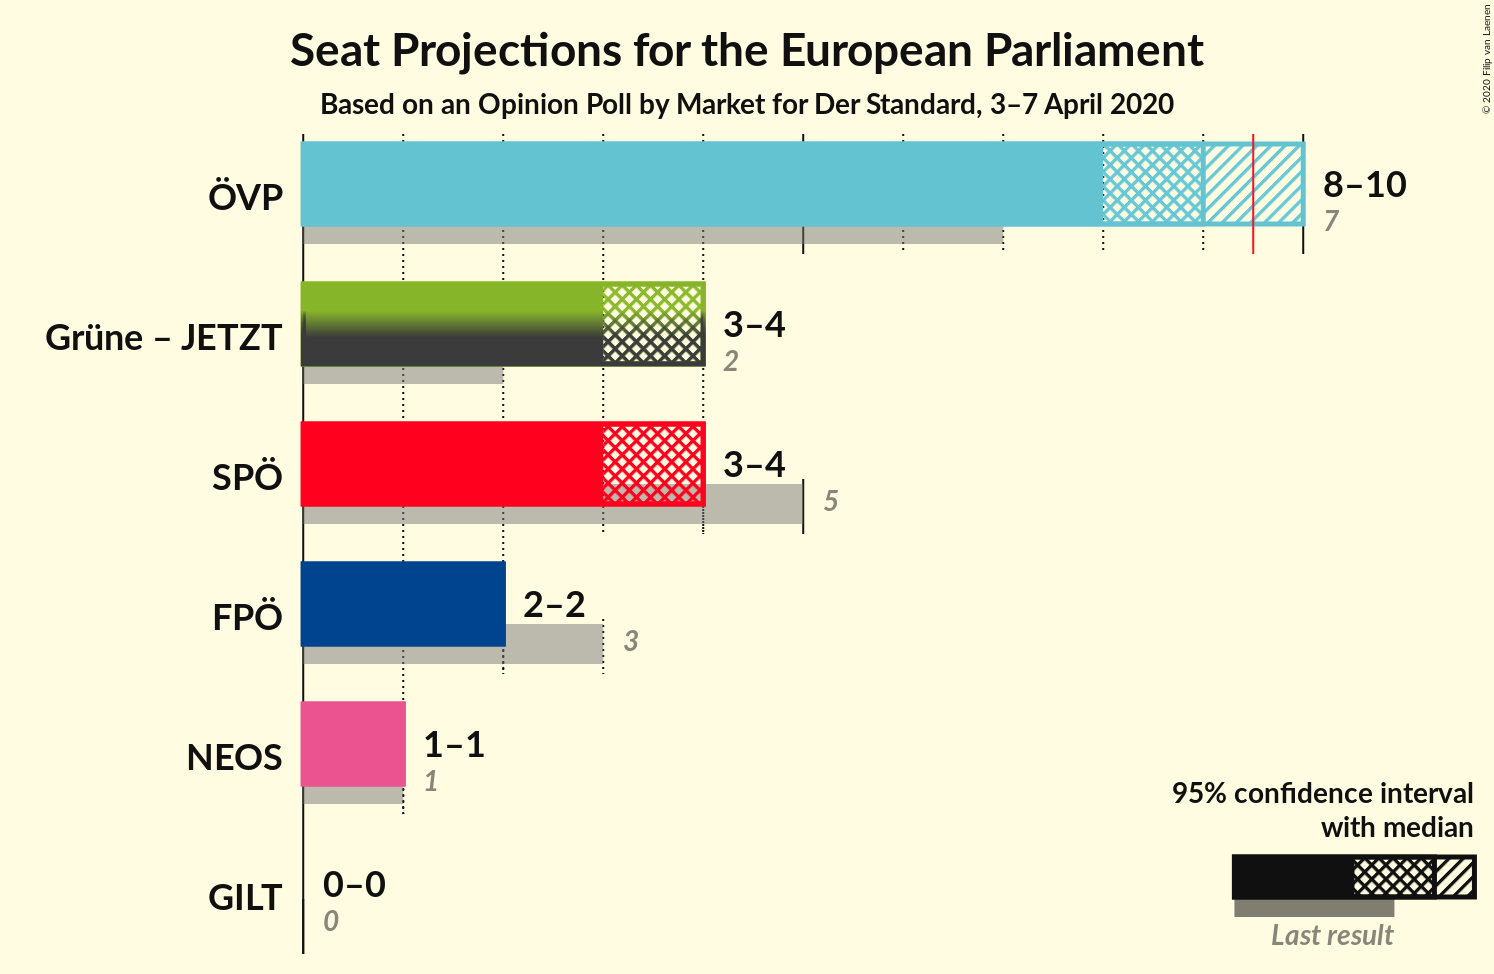 Seat Projections for the European Parliament
Based on an Opinion Poll by Market for Der Standard, 3–7 April 2020
© 2020 Filip van Laenen
ÖVP
8–10
7
Grüne – JETZT
3–4
2
SPÖ
3–4
5
FPÖ
2–2
3
NEOS
1–1
1
GILT
0–0
0
95% confidence interval
with median
Last result